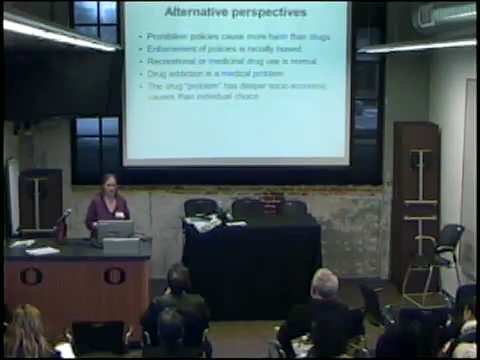 Alternative perspectives
• Prohibition policies cause more harm than drugs
• Enforcement of policies is racially biased
• Recreational or medicinal drug use is normal
• Drug addiction is a medical problem
• The drug "problem" has deeper socio-economic
causes than individual choice
O O